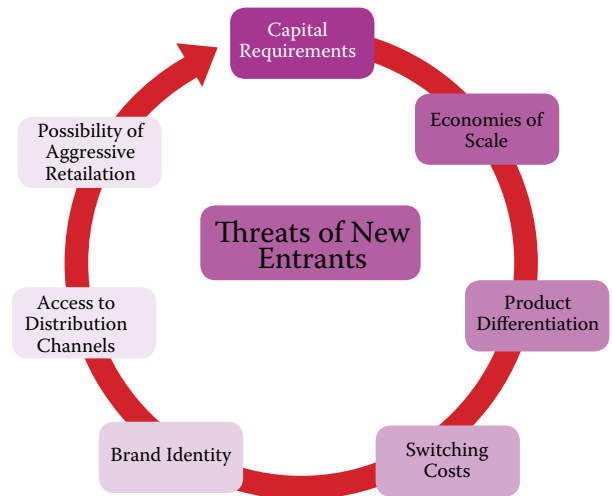 Capital
Requirements
Economies of
Scale
Product
Differentiation
Switching
Costs
Brand Identity
Access to
Distribution
Channels
Possibility of
Aggressive
Retailation
Threats of New
Entrants